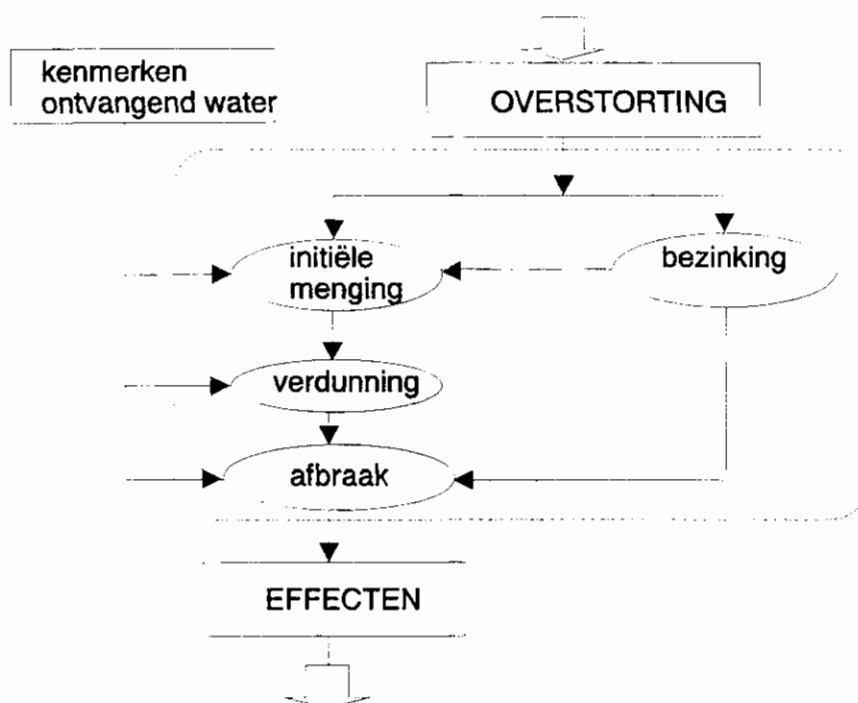 kenmerken
ontvangend water
OVERSTORTING
initiële
menging
bezinking
verdunning
afbraak
EFFECTEN